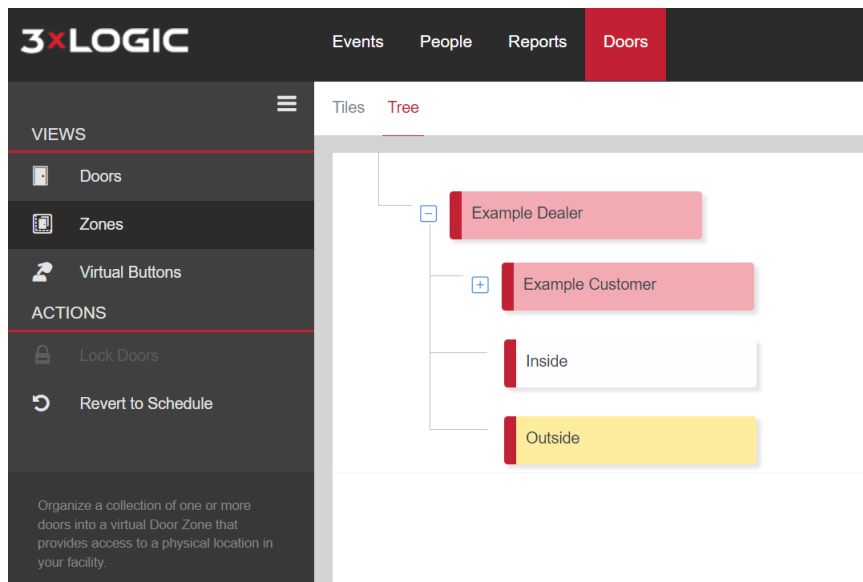 3xLOGIC
Events People Reports Doors
Tiles Tree
VIEWS
Doors
Zones
Virtual Buttons
ACTIONS
Lock Doors
Revert to Schedule
Organize a collection of one or more
doors into a virtual Door Zone that
provides access to a physical location in
your facility.
Example Dealer
Example Customer
Inside
Outside